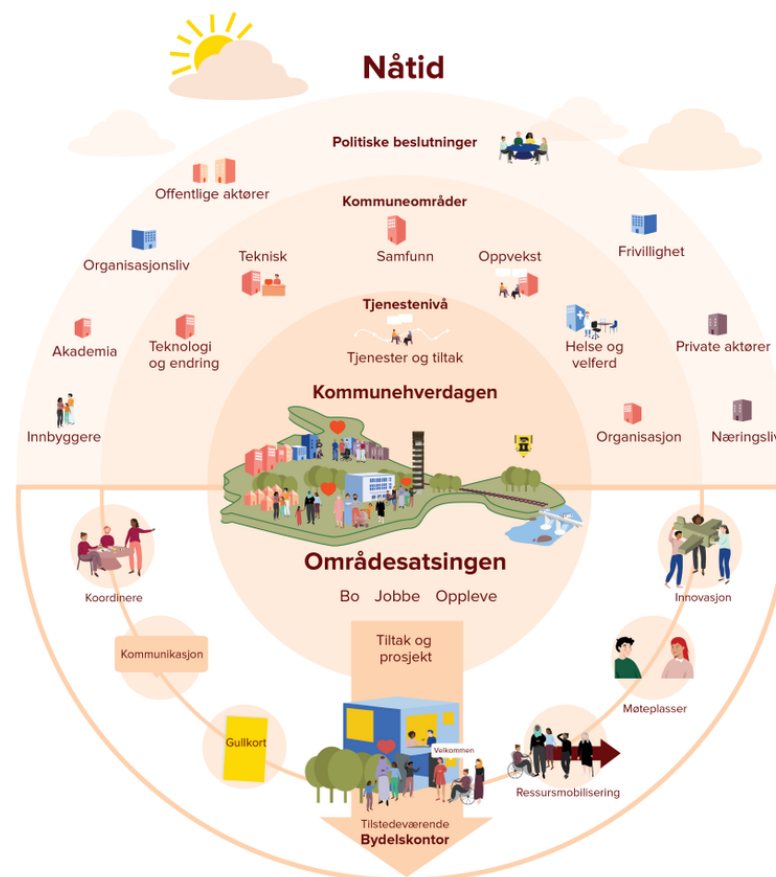 Nåtid
Politiske beslutninger
Offentlige aktører
Kommuneområder
Organisasjonsliv
Teknisk
Samfunn
Oppvekst
Frivillighet
Tjenestenivå
Akademia
Teknologi
og endring
Tjenester og tiltak
Helse og
velferd
Private aktører
Kommunehverdagen
Innbyggere
Organisasjon
Næringsliv
Områdesatsingen
Koordinere
Bo Jobbe Oppleve
Innovasjon
Kommunikasjon
Tiltak og
prosjekt
Møteplasser
Gullkort
Velkommen
Ressursmobilisering
Tilstedeværende
Bydelskontor